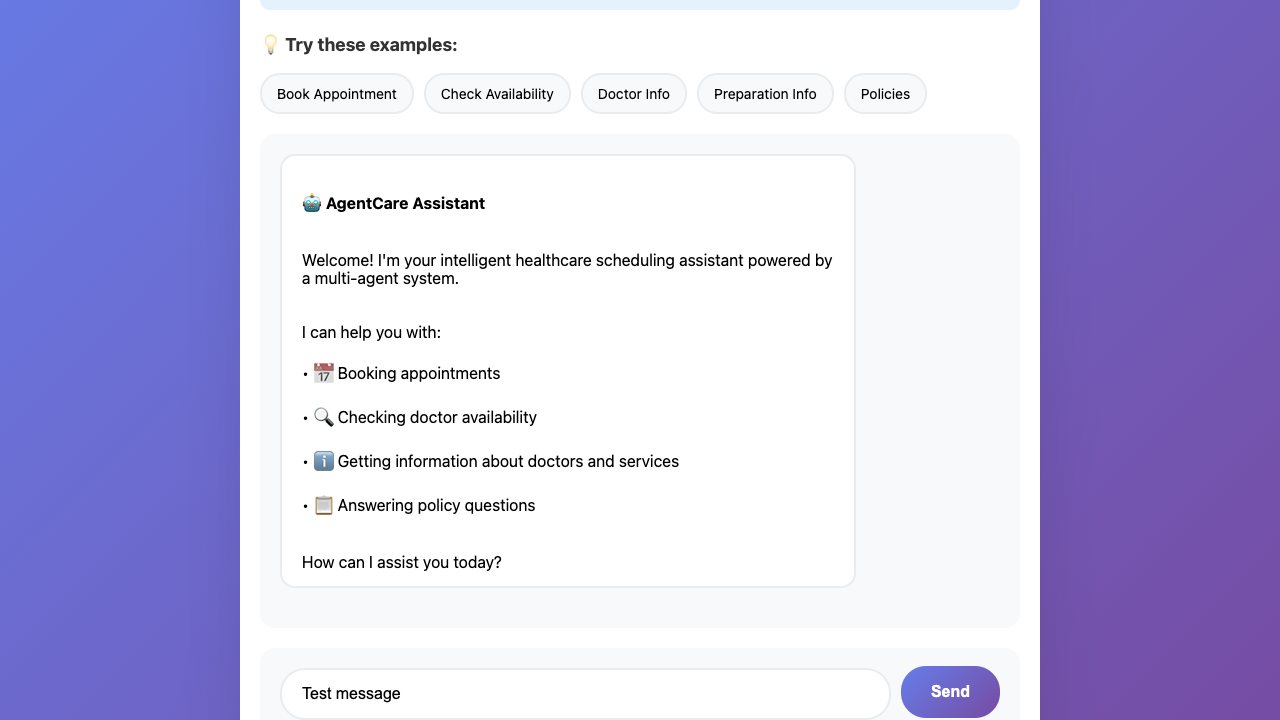 💡 Try these examples:
Book Appointment
Check Availability
Doctor Info
Preparation Info
Policies
🤖 AgentCare Assistant
Welcome! I'm your intelligent healthcare scheduling assistant powered by
a multi-agent system.
I can help you with:
• 📅 Booking appointments
• 🔍 Checking doctor availability
• ℹ️ Getting information about doctors and services
• 📋 Answering policy questions
How can I assist you today?
Test message
Send